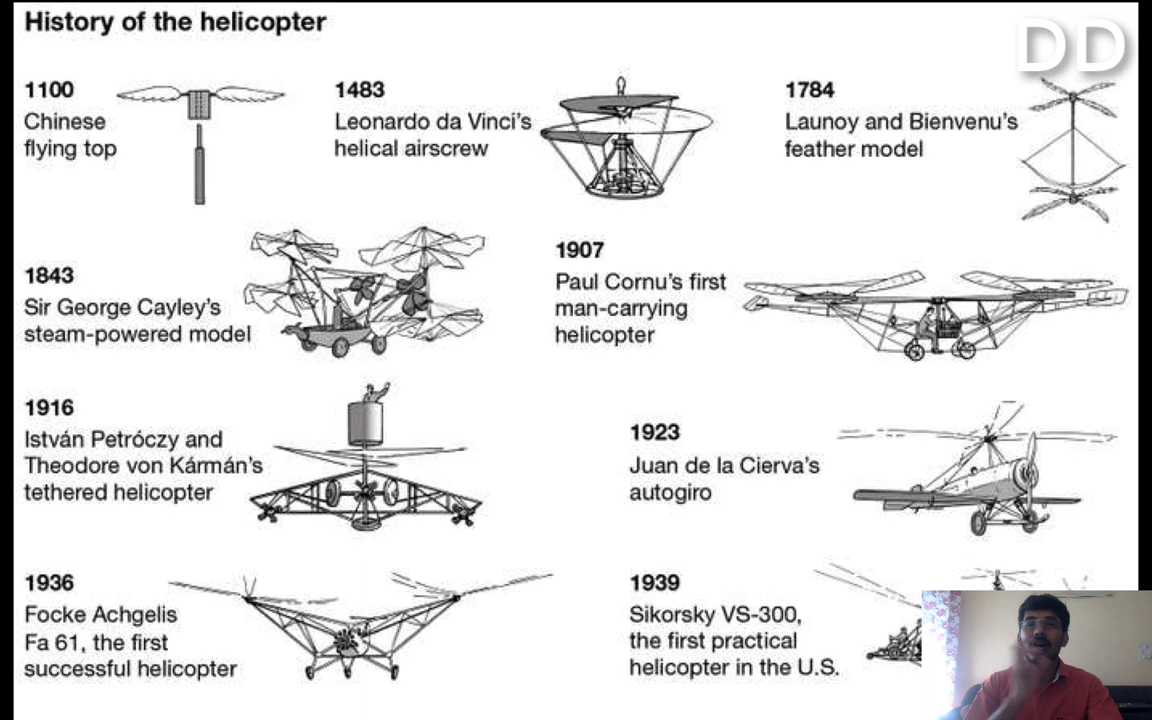 History of the helicopter
DD
1100
Chinese
flying top
1483
Leonardo da Vinci's
helical airscrew
1784
Launoy and Bienvenu's
feather model
1843
Sir George Cayley's
steam-powered model
1907
Paul Cornu's first
man-carrying
helicopter
1916
István Petróczy and
Theodore von Kármán's
tethered helicopter
1923
Juan de la Cierva's
autogiro
1936
Focke Achgelis
Fa 61, the first
successful helicopter
1939
Sikorsky VS-300,
the first practical
helicopter in the U.S.